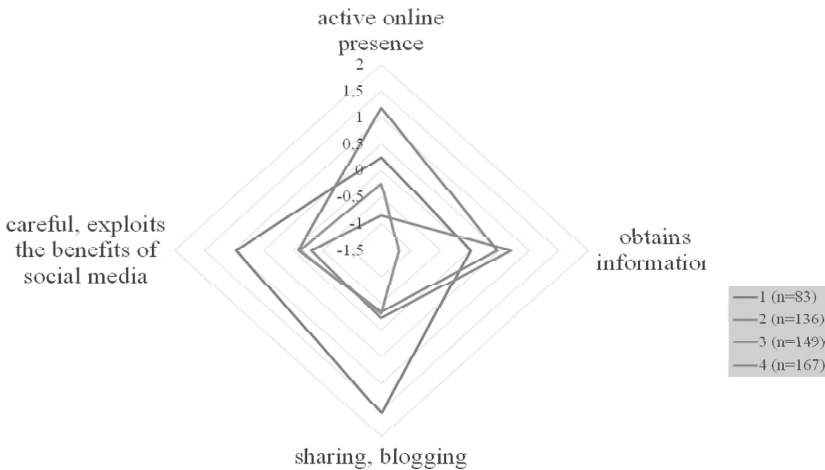 active online
presence
2
1,5
1
0,5
0
-0,5
-1
-1,5
careful, exploits
the benefits of
social media
obtains
information
1 (n=83)
2 (n=136)
3 (n=149)
4 (n=167)
sharing, blogging